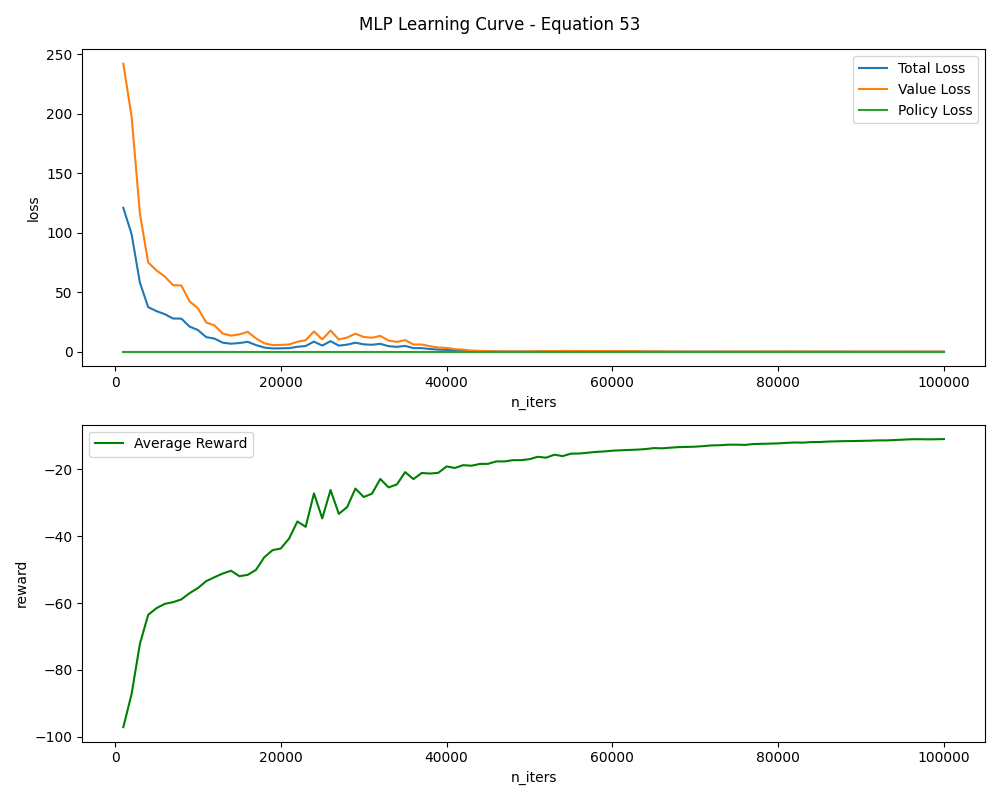 MLP Learning Curve - Equation 53
250
200
150
100
50
0
loss
Total Loss
Value Loss
Policy Loss
0 20000 40000 60000 80000 100000
n_iters
−20
−40
−60
−80
−100
reward
Average Reward
0 20000 40000 60000 80000 100000
n_iters